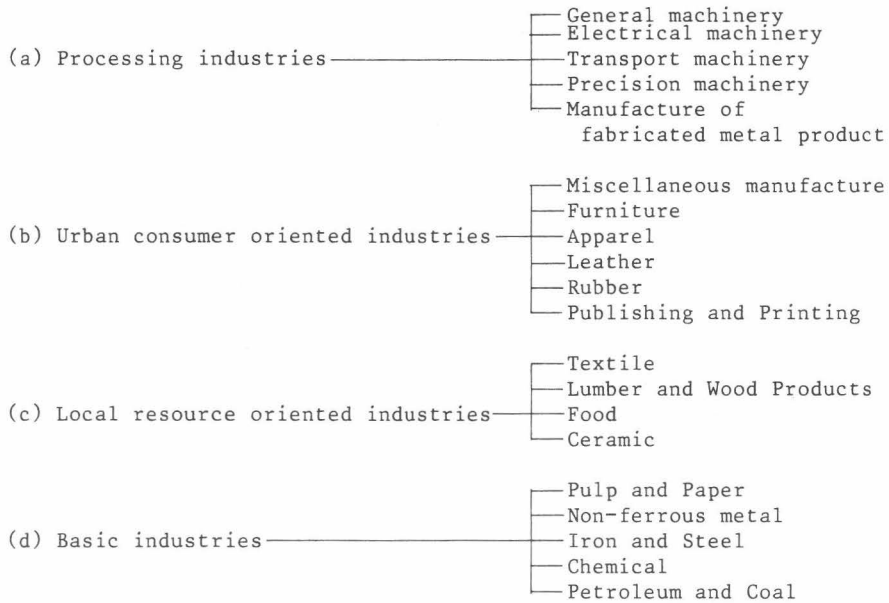 General machinery
Electrical machinery
(a) Processing industries
Transport machinery
Precision machinery
Manufacture of
fabricated metal product
Miscellaneous manufacture
Furniture
(b) Urban consumer oriented industries
Apparel
Leather
Rubber
Publishing and Printing
Textile
Lumber and Wood Products
(c) Local resource oriented industries
Food
Ceramic
Pulp and Paper
Non-ferrous metal
(d) Basic industries
Iron and Steel
Chemical
Petroleum and Coal